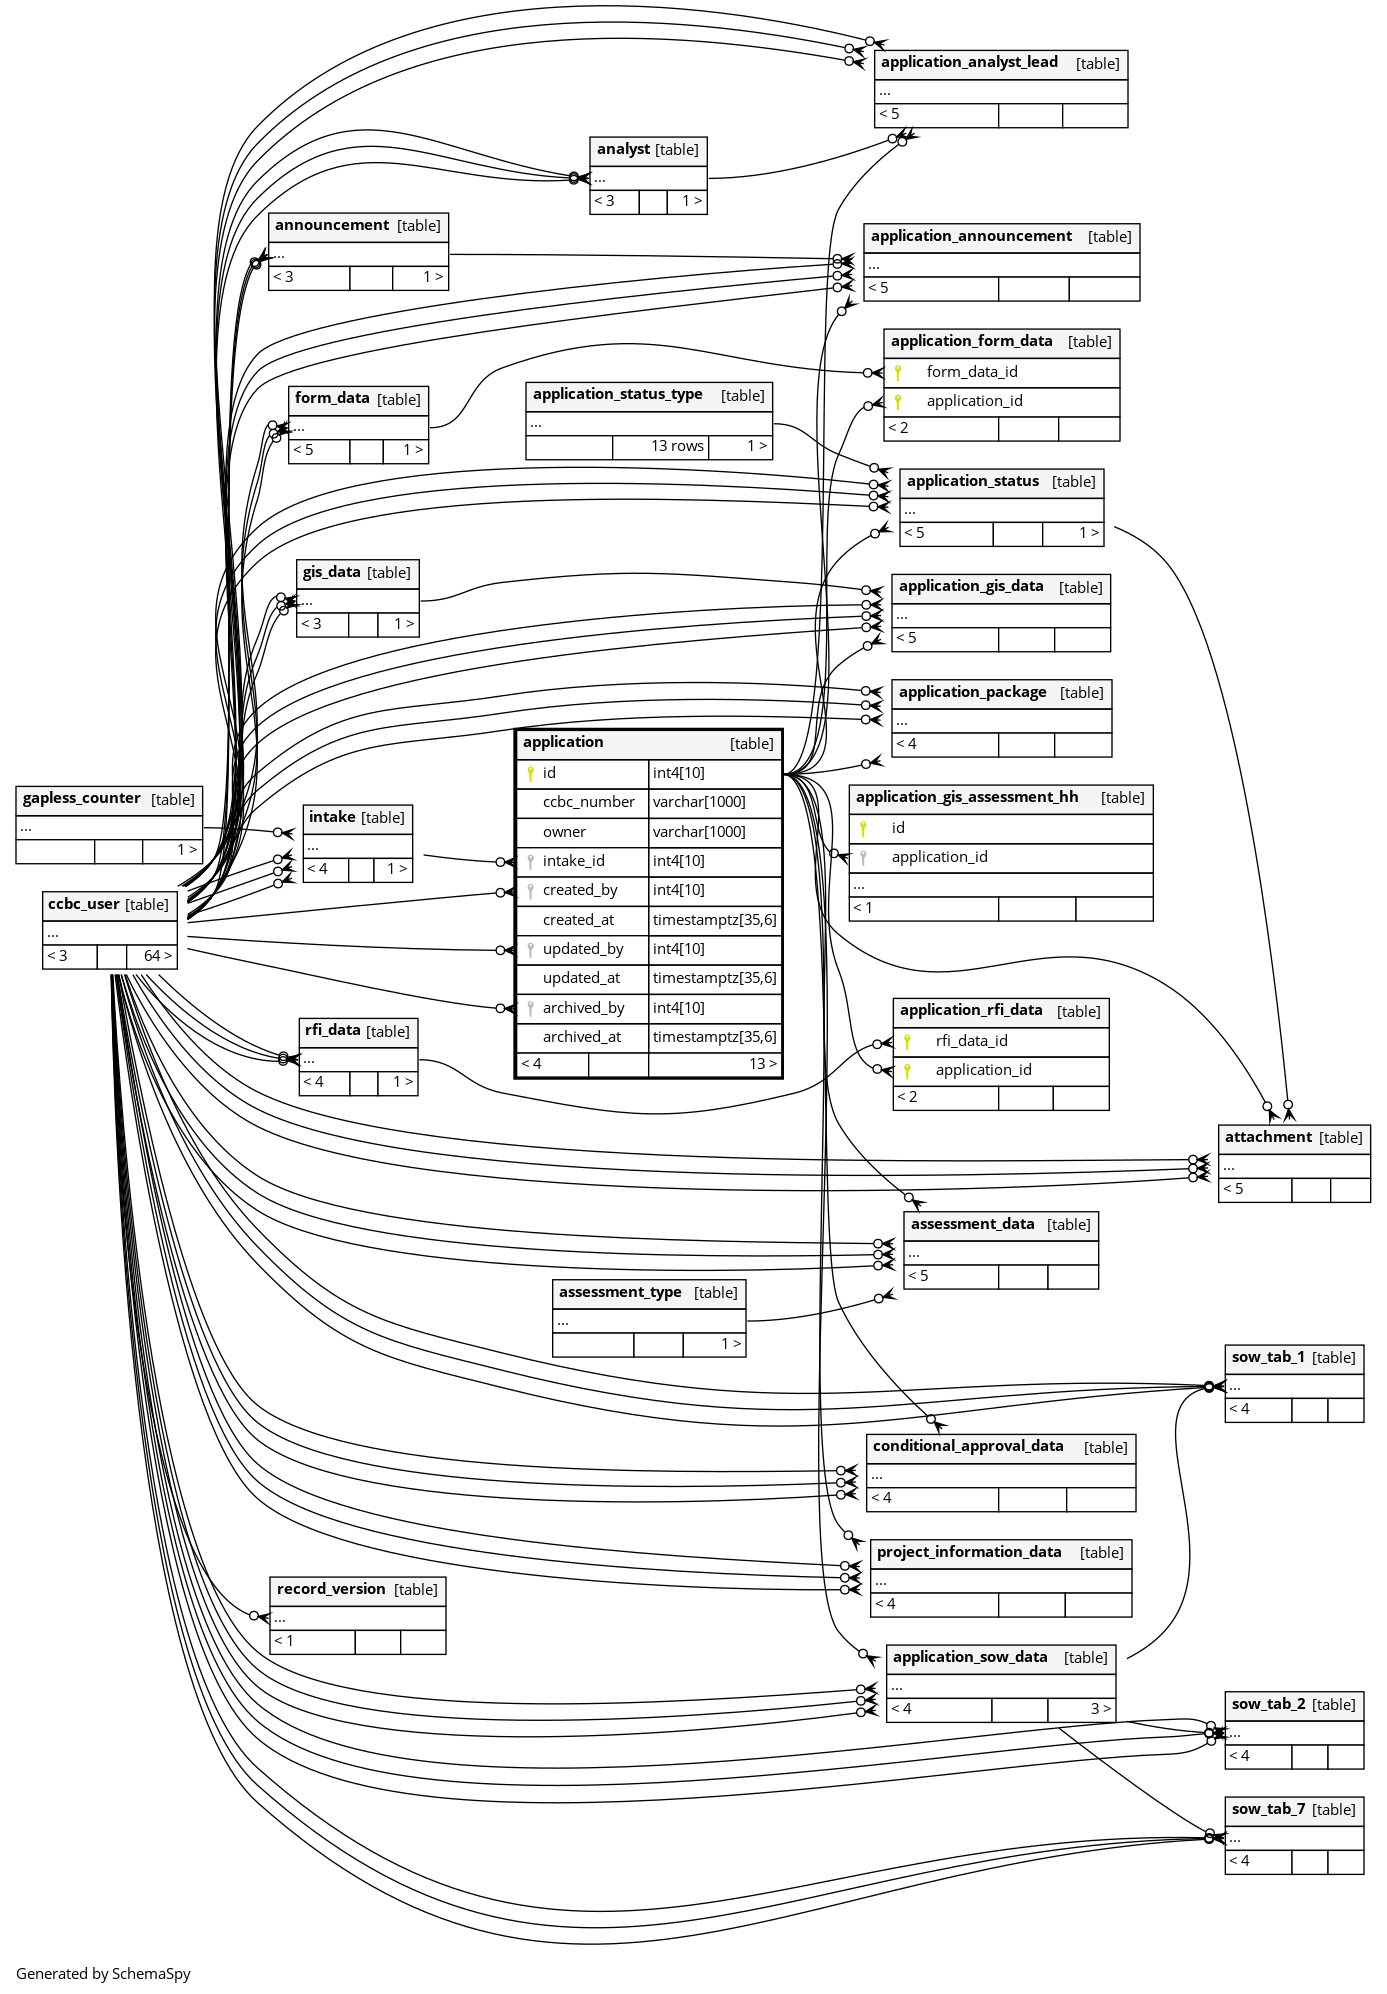 application_analyst_lead [table]
...
< 5
analyst [table]
...
< 3 1 >
announcement [table]
...
< 3 1 >
application_announcement [table]
...
< 5
application_form_data [table]
form_data_id
application_id
< 2
form_data [table]
...
< 5 1 >
application_status_type [table]
...
13 rows 1 >
application_status [table]
...
< 5 1 >
gis_data [table]
...
< 3 1 >
application_gis_data [table]
...
< 5
application_package [table]
...
< 4
application [table]
id int4[10]
ccbc_number varchar[1000]
owner varchar[1000]
intake_id int4[10]
created_by int4[10]
created_at timestamptz[35,6]
updated_by int4[10]
updated_at timestamptz[35,6]
archived_by int4[10]
archived_at timestamptz[35,6]
< 4 13 >
gapless_counter [table]
...
1 >
intake [table]
...
< 4 1 >
application_gis_assessment_hh [table]
id
application_id
...
< 1
ccbc_user [table]
...
< 3 64 >
application_rfi_data [table]
rfi_data_id
application_id
< 2
rfi_data [table]
...
< 4 1 >
attachment [table]
...
< 5
assessment_data [table]
...
< 5
assessment_type [table]
...
1 >
sow_tab_1 [table]
...
< 4
conditional_approval_data [table]
...
< 4
project_information_data [table]
...
< 4
record_version [table]
...
< 1
application_sow_data [table]
...
< 4 3 >
sow_tab_2 [table]
...
< 4
sow_tab_7 [table]
...
< 4
Generated by SchemaSpy